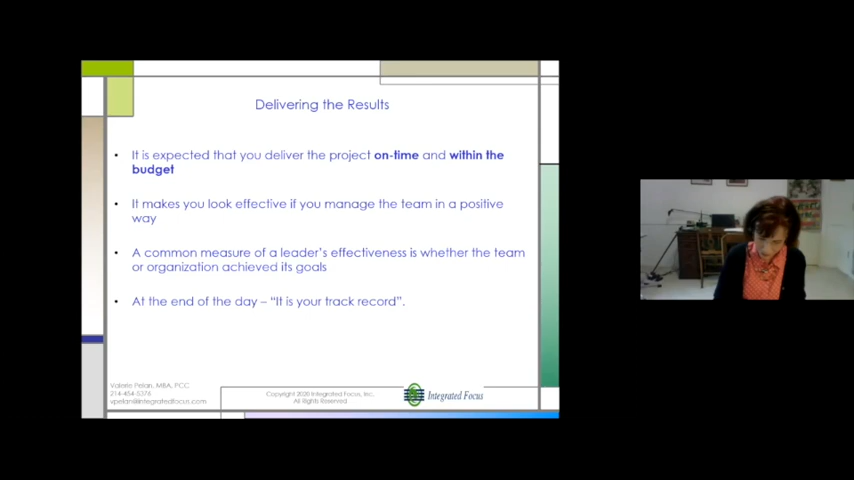 Delivering the Results
• It is expected that you deliver the project on-time and within the
budget
• It makes you look effective if you manage the team in a positive
way
• A common measure of a leader's effectiveness is whether the team
or organization achieved its goals
• At the end of the day – “It is your track record”.
Valerie Pelan, MBA, PCC
214-454-5376
vpelan@integratedfocus.com
Copyright 2020 Integrated Focus, Inc.
All Rights Reserved
Integrated Focus